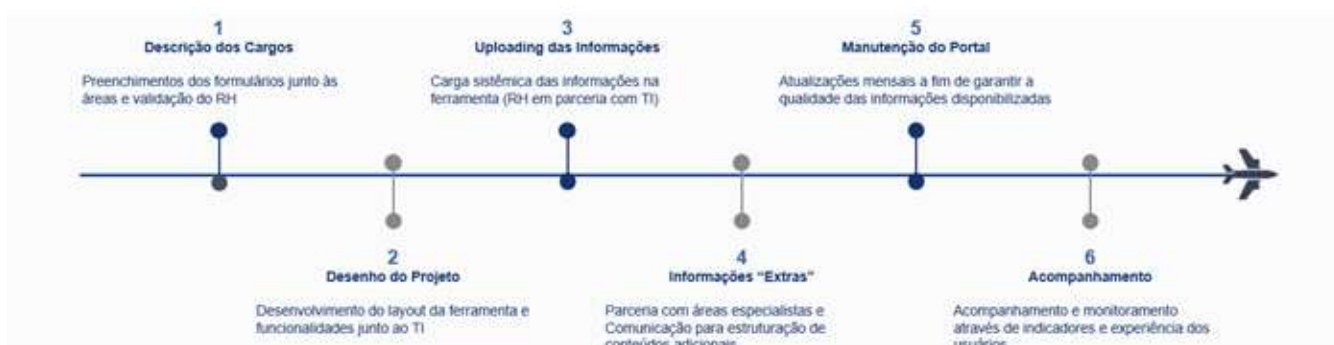 1
Descrição dos Cargos
Preenchimentos dos formulários junto às
áreas e validação do RH
2
Desenho do Projeto
Desenvolvimento do layout da ferramenta e
funcionalidades junto ao TI
3
Uploading das Informações
Carga sistêmica das informações na
ferramenta (RH em parceria com TI)
4
Informações “Extras”
Parceria com áreas especialistas e
Comunicação para estruturação de
conteúdos adicionais
5
Manutenção do Portal
Atualizações mensais a fim de garantir a
qualidade das informações disponibilizadas
6
Acompanhamento
Acompanhamento e monitoramento
através de indicadores e experiência dos
usuários